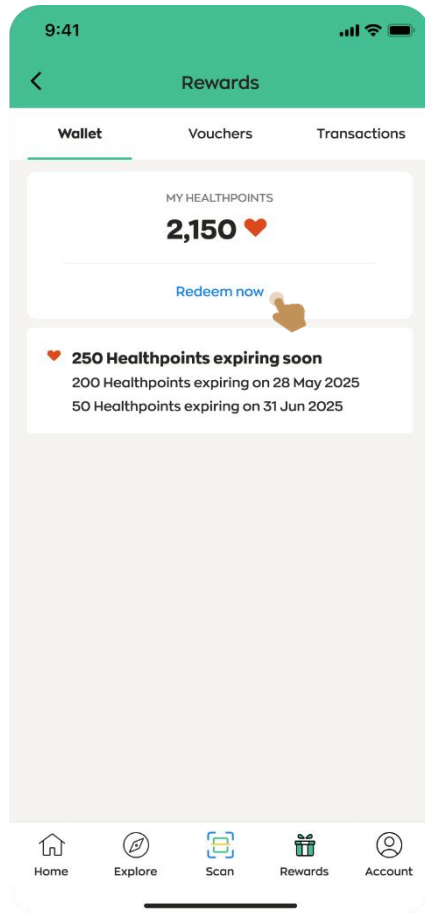 9:41
Rewards
Wallet Vouchers Transactions
MY HEALTHPOINTS
2,150
Redeem now
250 Healthpoints expiring soon
200 Healthpoints expiring on 28 May 2025
50 Healthpoints expiring on 31 Jun 2025
Home Explore Scan Rewards Account